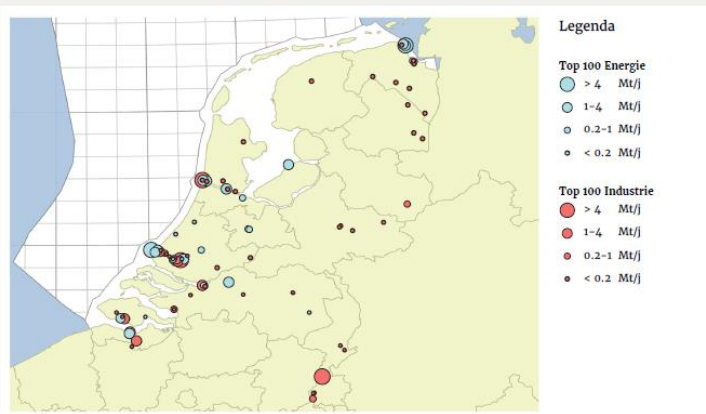 Legenda
Top 100 Energie
> 4 Mt/j
1-4 Mt/j
0.2-1 Mt/j
< 0.2 Mt/j
Top 100 Industrie
> 4 Mt/j
1-4 Mt/j
0.2-1 Mt/j
< 0.2 Mt/j